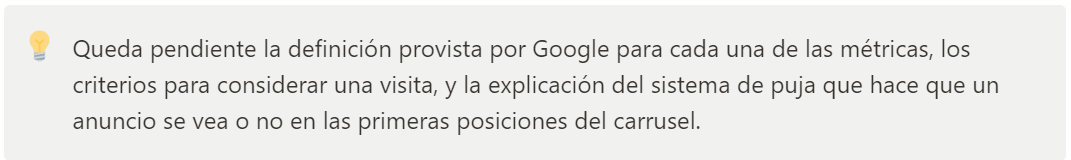 Queda pendiente la definición provista por Google para cada una de las métricas, los
criterios para considerar una visita, y la explicación del sistema de puja que hace que un
anuncio se vea o no en las primeras posiciones del carrusel.